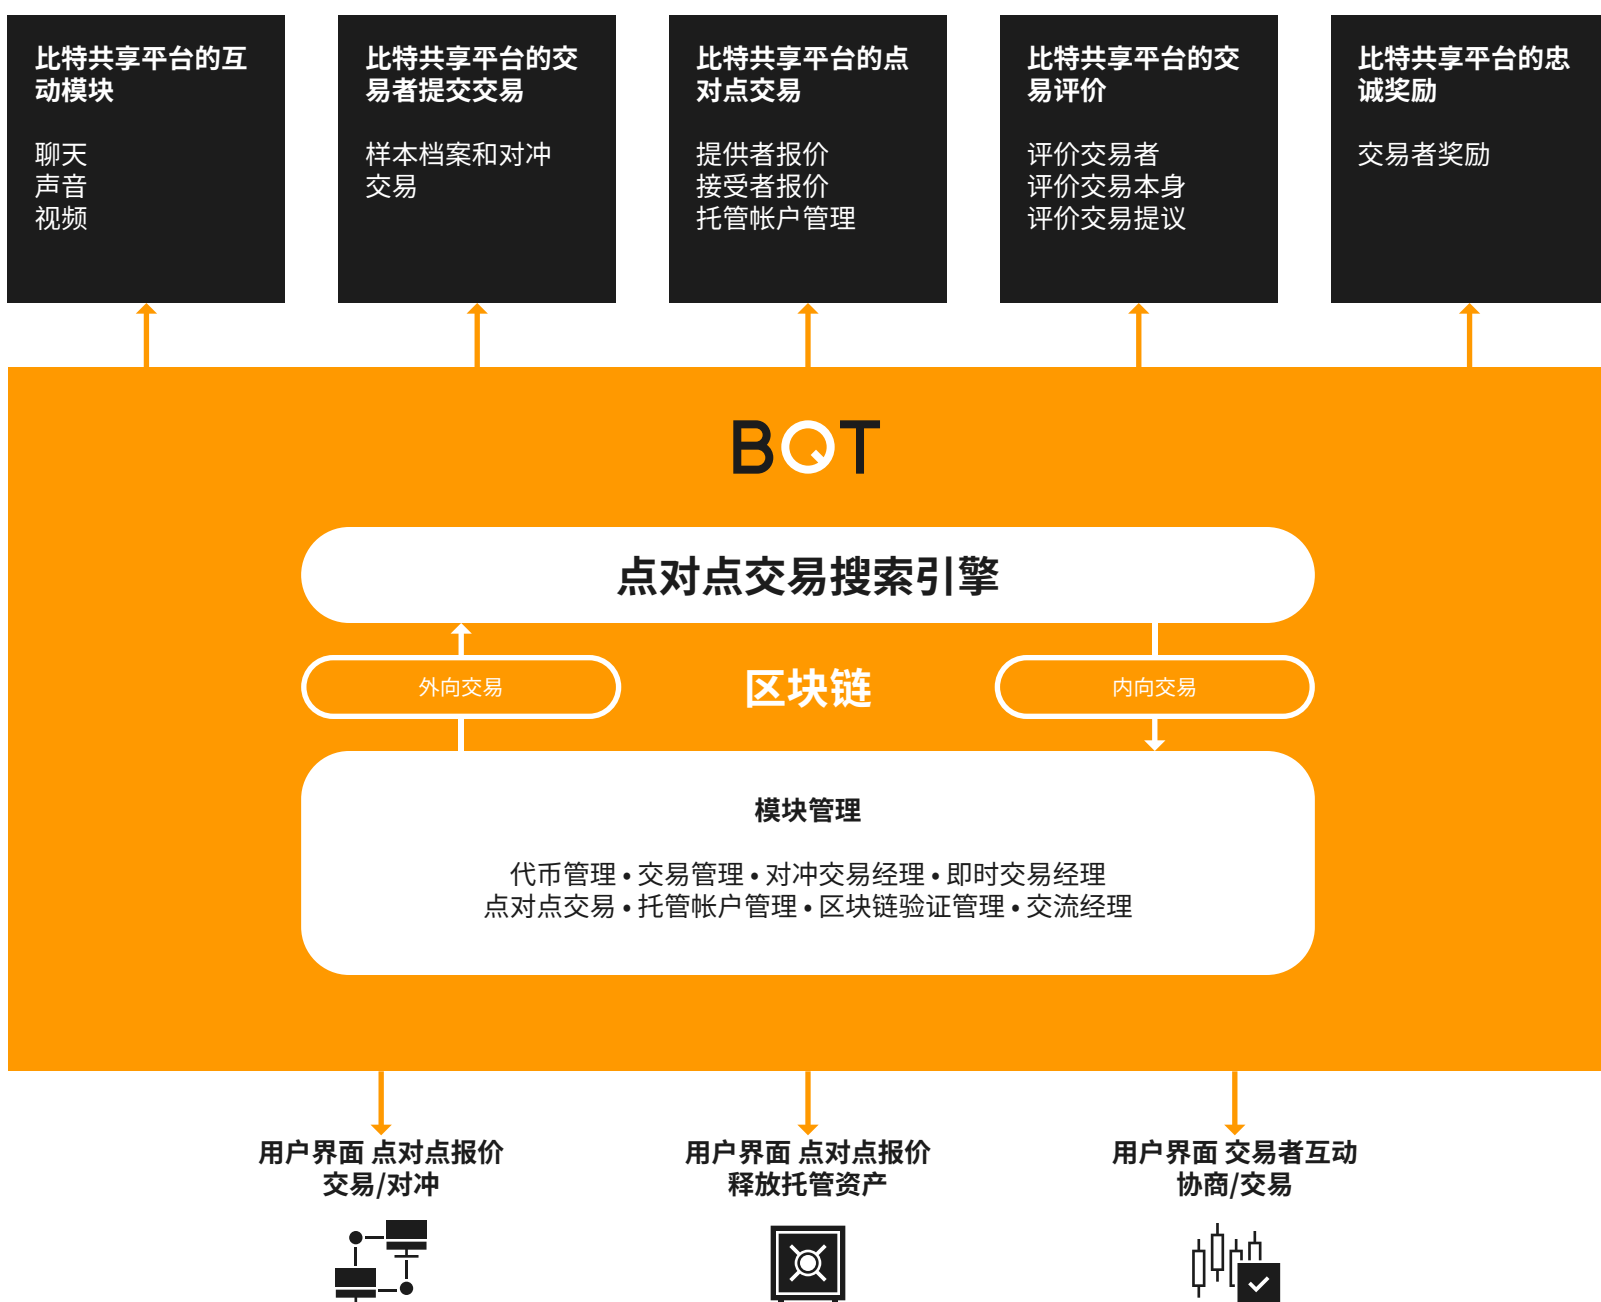 比特共享平台的互
动模块
聊天
声音
视频
比特共享平台的交
易者提交交易
样本档案和对冲
交易
比特共享平台的点
对点交易
提供者报价
接受者报价
托管帐户管理
比特共享平台的交
易评价
评价交易者
评价交易本身
评价交易提议
比特共享平台的忠
诚奖励
交易者奖励
BQT
点对点交易搜索引擎
外向交易
区块链
内向交易
模块管理
代币管理 • 交易管理 • 对冲交易经理 • 即时交易经理
点对点交易 • 托管帐户管理 • 区块链验证管理 • 交流经理
用户界面 点对点报价
交易/对冲
用户界面 点对点报价
释放托管资产
用户界面 交易者互动
协商/交易